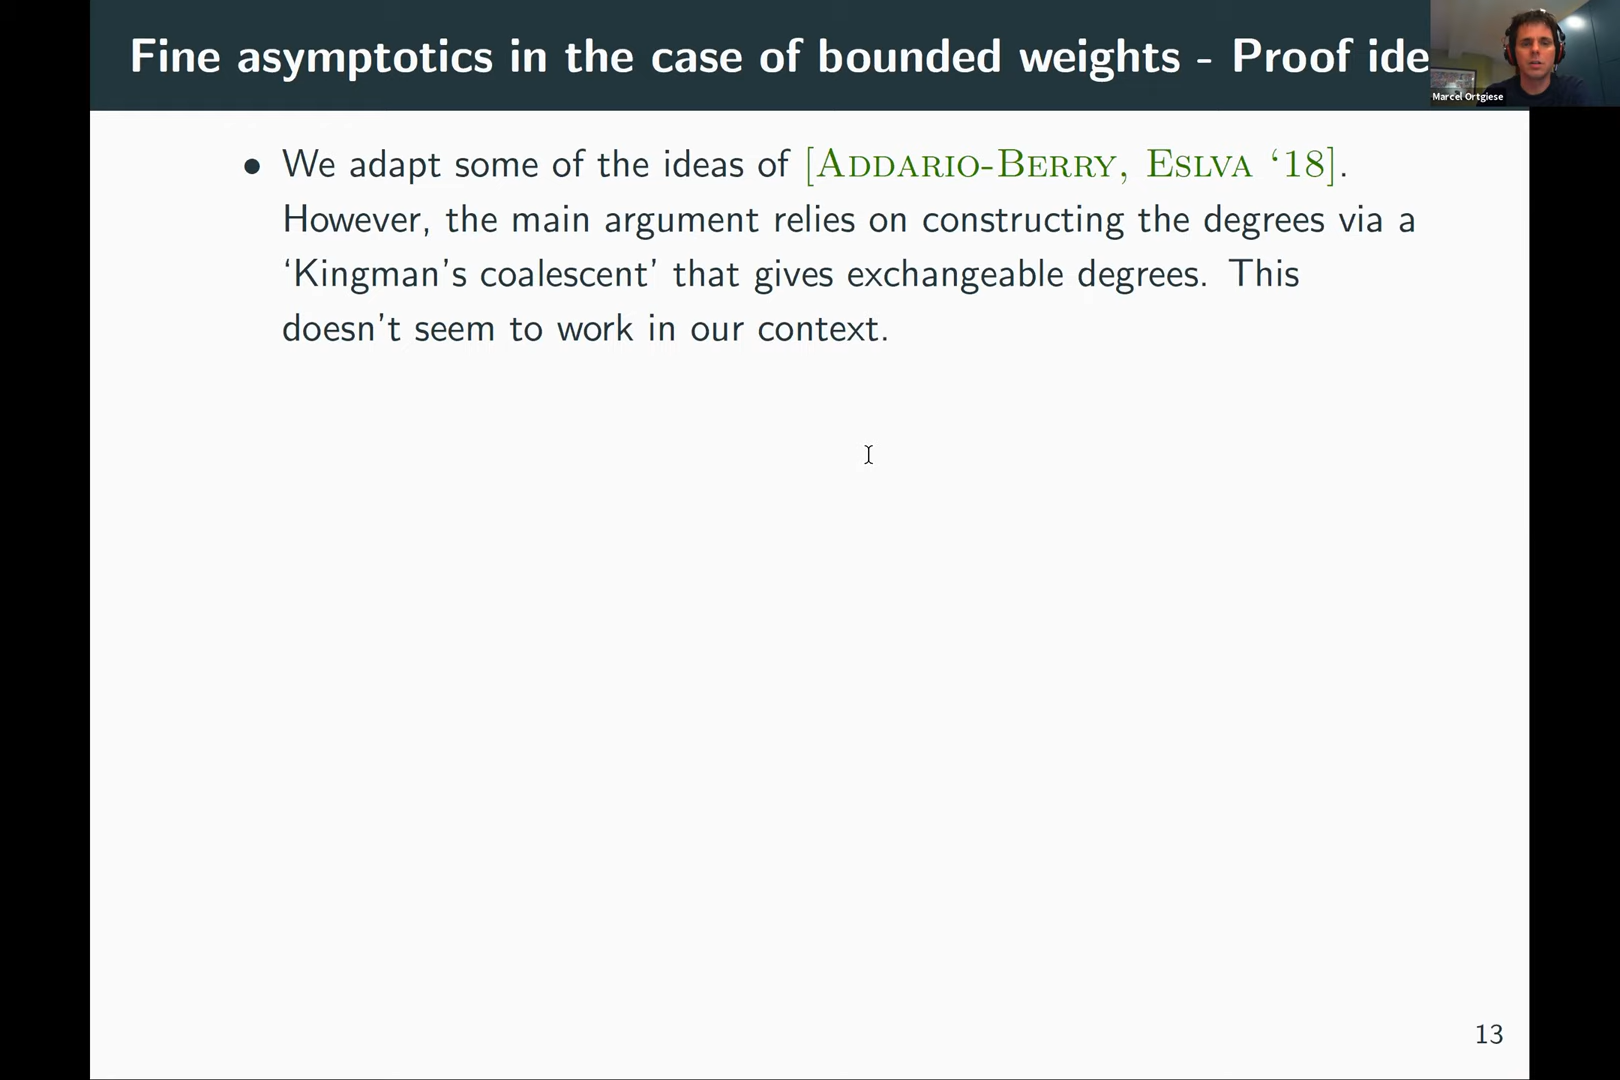 Fine asymptotics in the case of bounded weights - Proof ide
Marcel Ortgiese
• We adapt some of the ideas of [Addario-Berry, Eslva ‘18].
However, the main argument relies on constructing the degrees via a
‘Kingman’s coalescent’ that gives exchangeable degrees. This
doesn’t seem to work in our context.
13